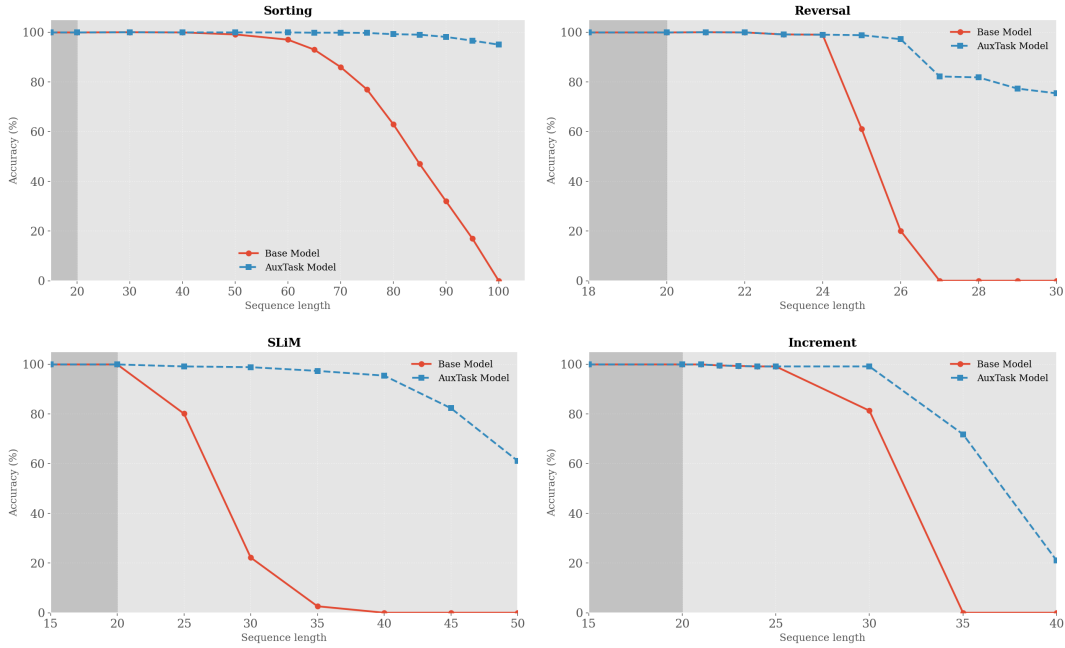 Sorting
Accuracy (%)
100
80
60
40
20
0
Base Model
AuxTask Model
20 30 40 50 60 70 80 90 100
Sequence length
Reversal
Accuracy (%)
100
80
60
40
20
0
Base Model
AuxTask Model
18 20 22 24 26 28 30
Sequence length
SLiM
Accuracy (%)
100
80
60
40
20
0
Base Model
AuxTask Model
15 20 25 30 35 40 45 50
Sequence length
Increment
Accuracy (%)
100
80
60
40
20
0
Base Model
AuxTask Model
15 20 25 30 35 40
Sequence length